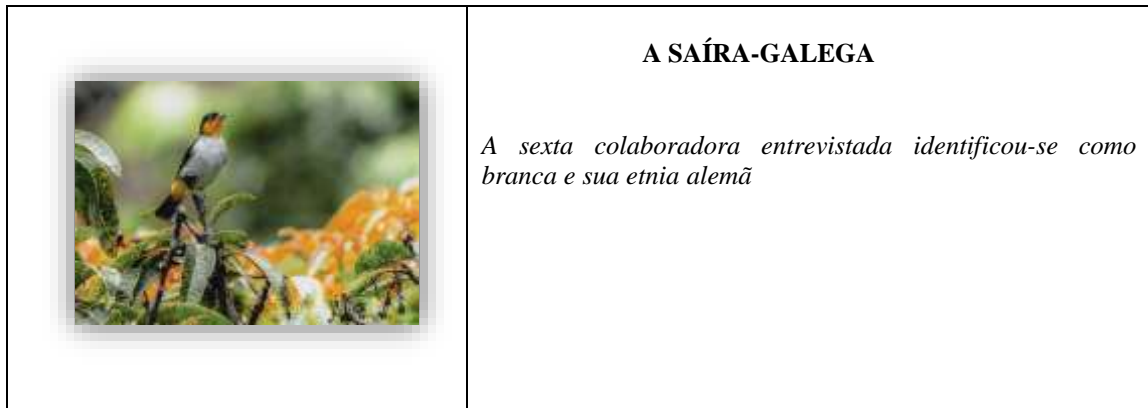 A SAÍRA-GALEGA
A sexta colaboradora entrevistada identificou-se como
branca e sua etnia alemã